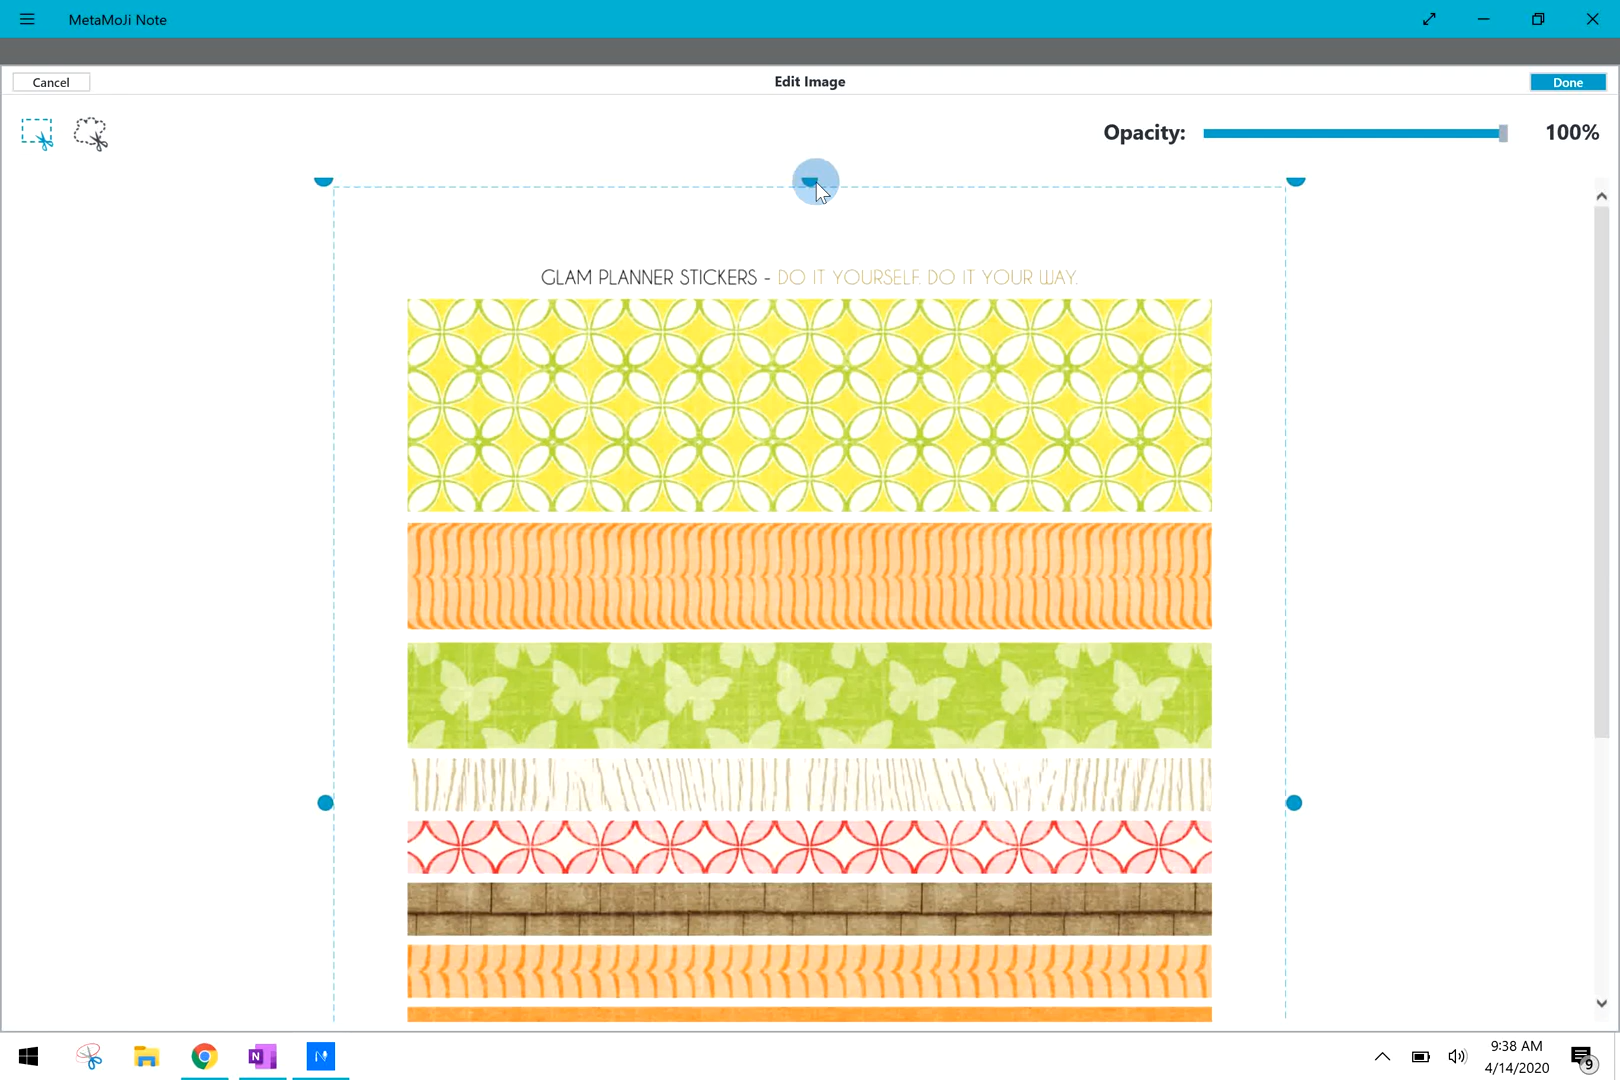 MetaMoJi Note
Cancel
Edit Image
Done
Opacity:
100%
GLAM PLANNER STICKERS - DO IT YOURSELF. DO IT YOUR WAY.
9:38 AM
4/14/2020
9